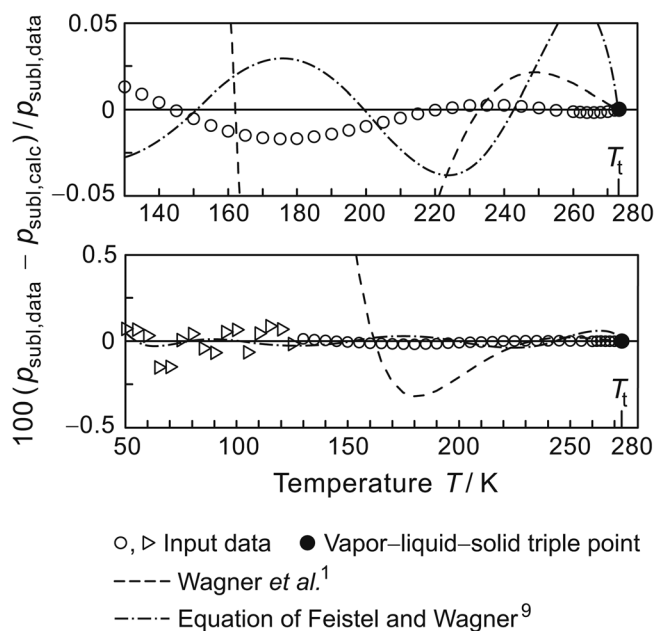 100 (p_subl,data − p_subl,calc) / p_subl,data
0.05
0
−0.05
T_t
140 160 180 200 220 240 260 280
0.5
0
−0.5
T_t
50 100 150 200 250 280
Temperature T / K
○, ▷ Input data ● Vapor–liquid–solid triple point
Wagner et al.¹
Equation of Feistel and Wagner⁹